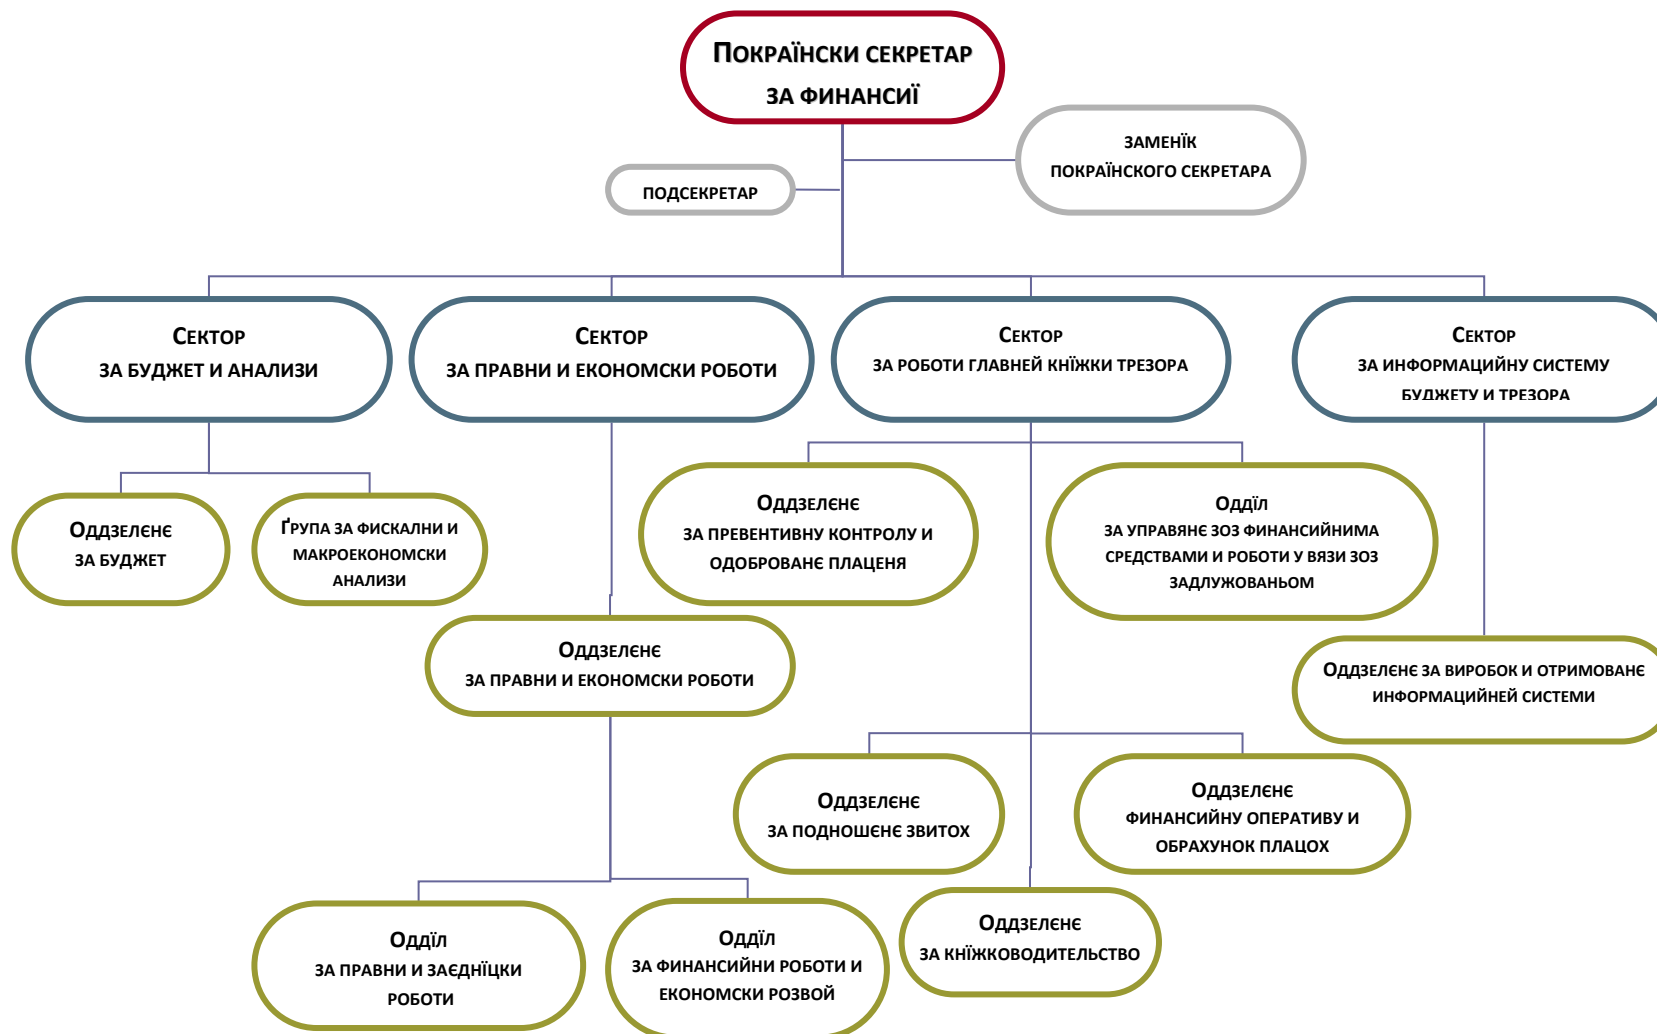 ПОКРАЇНСКИ СЕКРЕТАР
ЗА ФИНАНСИЇ
ЗАМЕНЇК
ПОКРАЇНСКОГО СЕКРЕТАРА
ПОДСЕКРЕТАР
СЕКТОР
ЗА БУДЖЕТ И АНАЛИЗИ
СЕКТОР
ЗА ПРАВНИ И ЕКОНОМСКИ РОБОТИ
СЕКТОР
ЗА РОБОТИ ГЛАВНЕЙ КНЇЖКИ ТРЕЗОРА
СЕКТОР
ЗА ИНФОРМАЦИЙНУ СИСТЕМУ
БУДЖЕТУ И ТРЕЗОРА
ОДДЗЕЛЄНЄ
ЗА БУДЖЕТ
ҐРУПА ЗА ФИСКАЛНИ И
МАКРОЕКОНОМСКИ
АНАЛИЗИ
ОДДЗЕЛЄНЄ
ЗА ПРЕВЕНТИВНУ КОНТРОЛУ И
ОДОБРОВАНЄ ПЛАЦЕНЯ
ОДДЇЛ
ЗА УПРАВЯНЄ ЗОЗ ФИНАНСИЙНИМА
СРЕДСТВАМИ И РОБОТИ У ВЯЗИ ЗОЗ
ЗАДЛУЖОВАНЬОМ
ОДДЗЕЛЄНЄ
ЗА ПРАВНИ И ЕКОНОМСКИ РОБОТИ
ОДДЗЕЛЄНЄ ЗА ВИРОБОК И ОТРИМОВАНЄ
ИНФОРМАЦИЙНЕЙ СИСТЕМИ
ОДДЗЕЛЄНЄ
ЗА ПОДНОШЄНЄ ЗВИТОХ
ОДДЗЕЛЄНЄ
ФИНАНСИЙНУ ОПЕРАТИВУ И
ОБРАХУНОК ПЛАЦОХ
ОДДЇЛ
ЗА ПРАВНИ И ЗАЄДНЇЦКИ
РОБОТИ
ОДДЇЛ
ЗА ФИНАНСИЙНИ РОБОТИ И
ЕКОНОМСКИ РОЗВОЙ
ОДДЗЕЛЄНЄ
ЗА КНЇЖКОВОДИТЕЛЬСТВО